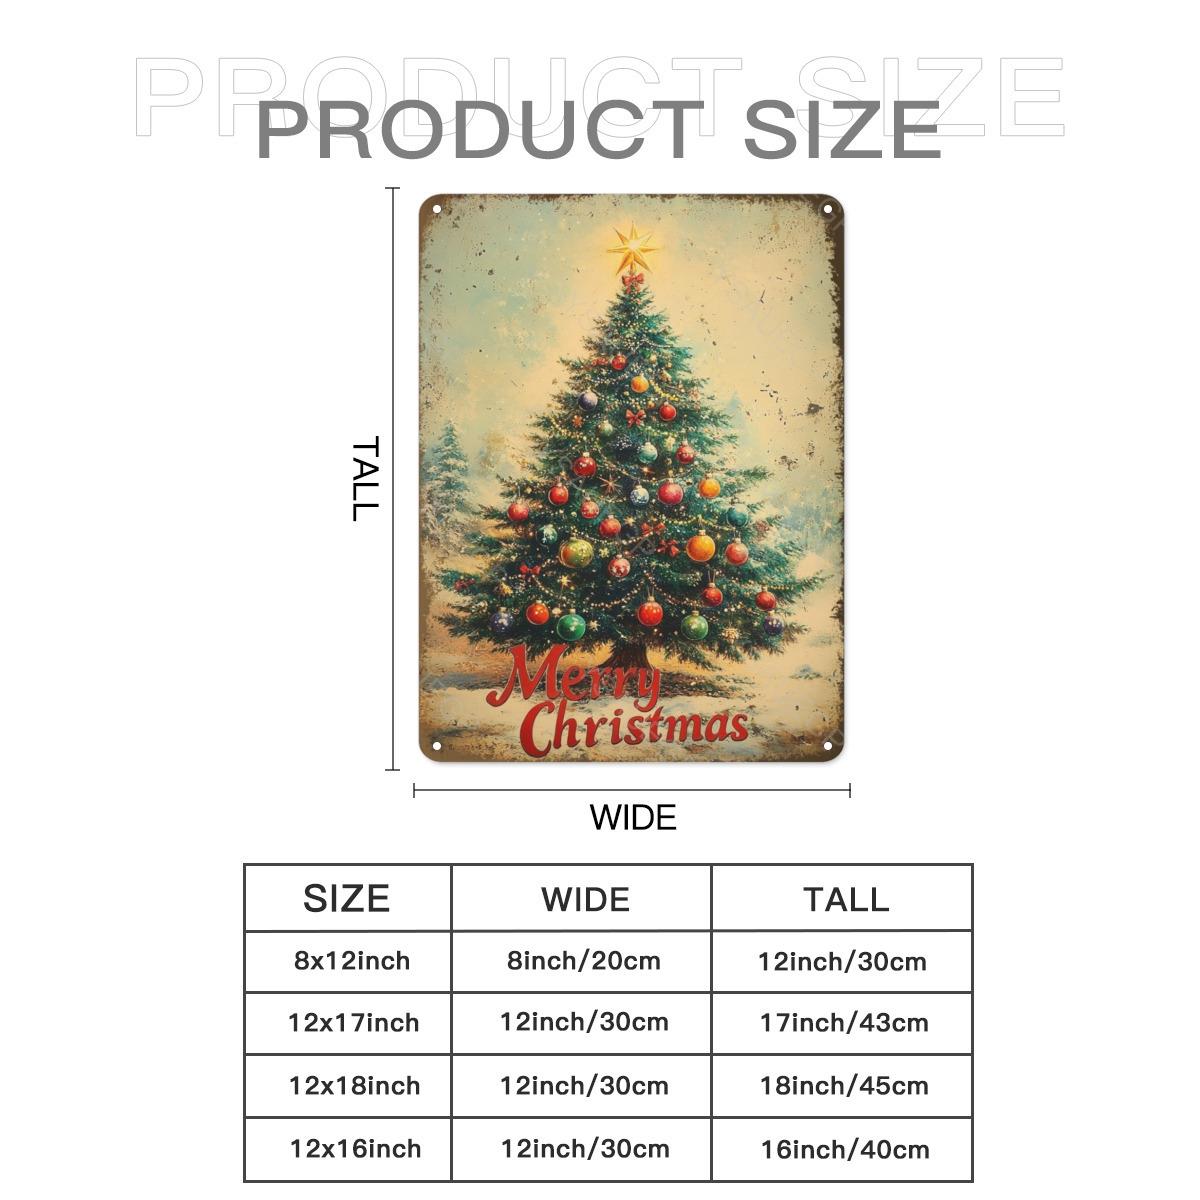 PRODUCT SIZE
PRODUCT SIZE
TALL
Merry
Christmas
WIDE
SIZE WIDE TALL
8x12inch 8inch/20cm 12inch/30cm
12x17inch 12inch/30cm 17inch/43cm
12x18inch 12inch/30cm 18inch/45cm
12x16inch 12inch/30cm 16inch/40cm